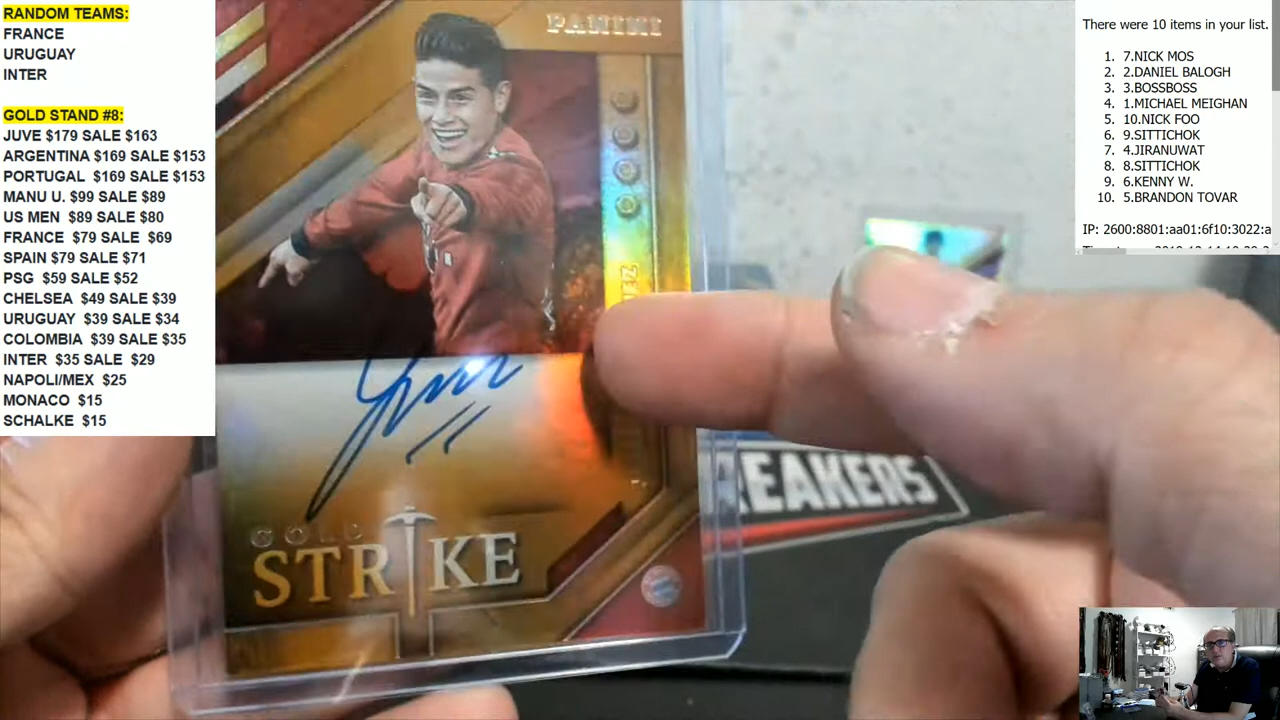 RANDOM TEAMS:
FRANCE
URUGUAY
INTER
GOLD STAND #8:
JUVE $179 SALE $163
ARGENTINA $169 SALE $153
PORTUGAL $169 SALE $153
MANU U. $99 SALE $89
US MEN $89 SALE $80
FRANCE $79 SALE $69
SPAIN $79 SALE $71
PSG $59 SALE $52
CHELSEA $49 SALE $39
URUGUAY $39 SALE $34
COLOMBIA $39 SALE $35
INTER $35 SALE $29
NAPOLI/MEX $25
MONACO $15
SCHALKE $15
PANINI
GOLD
STRIKE
EAKERS
There were 10 items in your list.
1. 7.NICK MOS
2. 2.DANIEL BALOGH
3. 3.BOSSBOSS
4. 1.MICHAEL MEIGHAN
5. 10.NICK FOO
6. 9.SITTICHOK
7. 4.JIRANUWAT
8. 8.SITTICHOK
9. 6.KENNY W.
10. 5.BRANDON TOVAR
IP: 2600:8801:aa01:6f10:3022:a